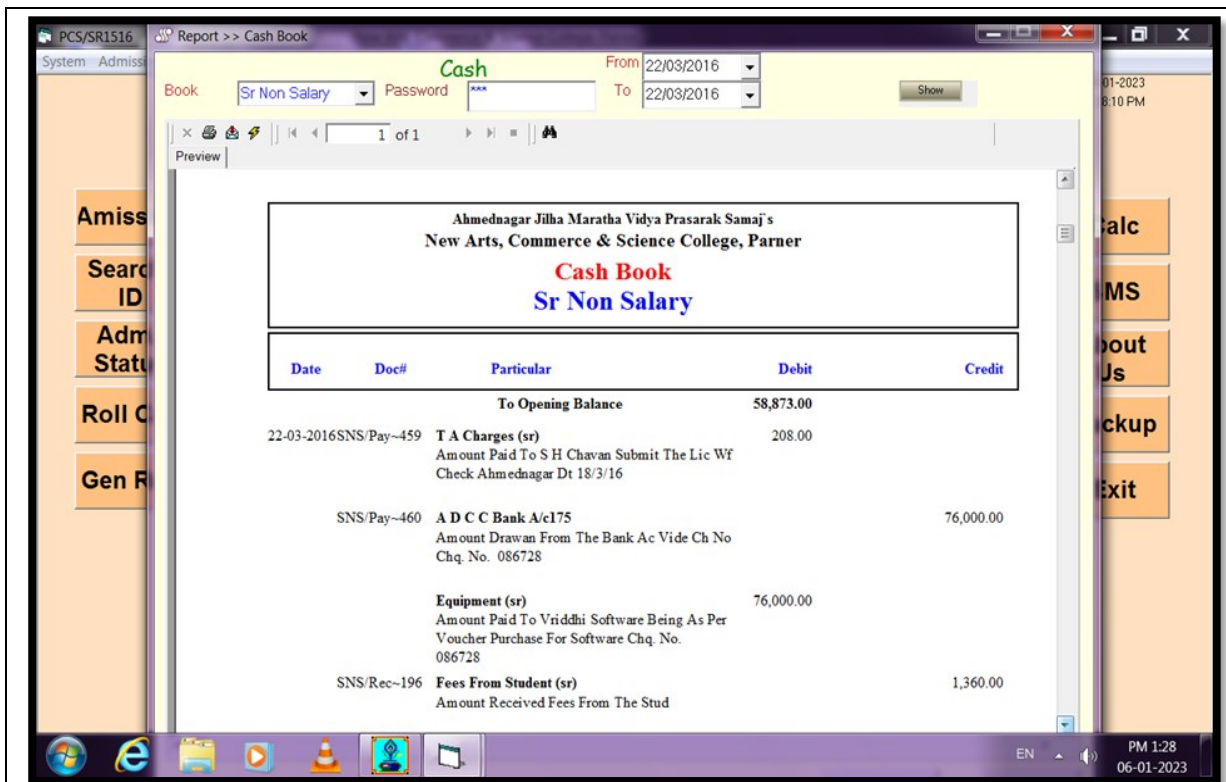 PCS/SR1516
Report >> Cash Book
System Admiss
Cash
From 22/03/2016
Book Sr Non Salary Password *** To 22/03/2016 Show
01-2023
8:10 PM
1 of 1
Preview
Amiss
Searc
ID
Adm
Statu
Roll C
Gen R
Ahmednagar Jilha Maratha Vidya Prasarak Samaj`s
New Arts, Commerce & Science College, Parner
Cash Book
Sr Non Salary
Date Doc# Particular Debit Credit
To Opening Balance 58,873.00
22-03-2016SNS/Pay~459 T A Charges (sr) 208.00
Amount Paid To S H Chavan Submit The Lic Wf
Check Ahmednagar Dt 18/3/16
SNS/Pay~460 A D C C Bank A/c175 76,000.00
Amount Drawan From The Bank Ac Vide Ch No
Chq. No. 086728
Equipment (sr) 76,000.00
Amount Paid To Vriddhi Software Being As Per
Voucher Purchase For Software Chq. No.
086728
SNS/Rec~196 Fees From Student (sr) 1,360.00
Amount Received Fees From The Stud
alc
MS
out
Us
ckup
Exit
EN
PM 1:28
06-01-2023